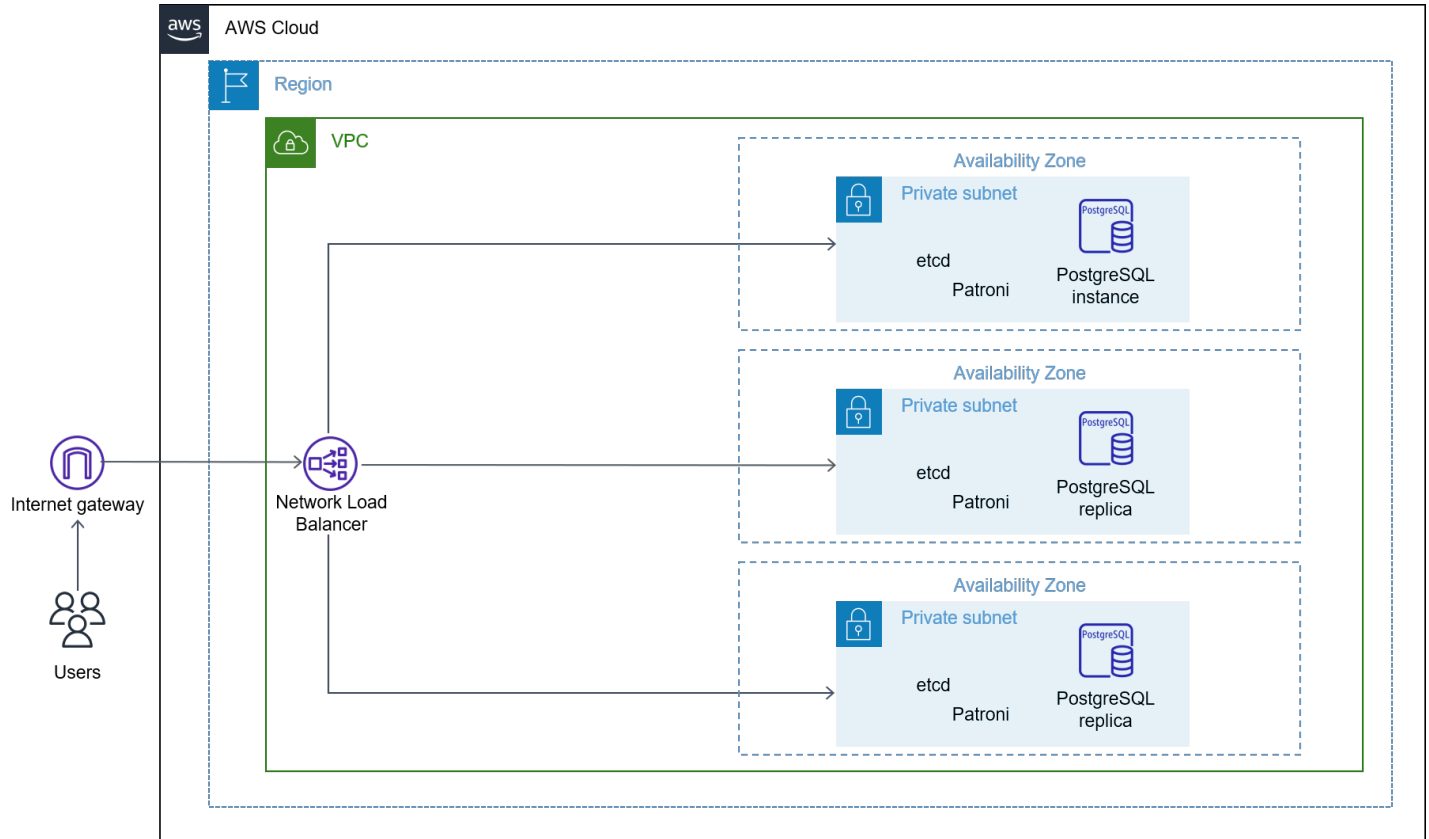 aws
AWS Cloud
Region
VPC
Availability Zone
Private subnet
PostgreSQL
etcd
Patroni
PostgreSQL
instance
Availability Zone
Private subnet
PostgreSQL
etcd
Patroni
PostgreSQL
replica
Internet gateway
Network Load
Balancer
Availability Zone
Private subnet
PostgreSQL
Users
etcd
Patroni
PostgreSQL
replica